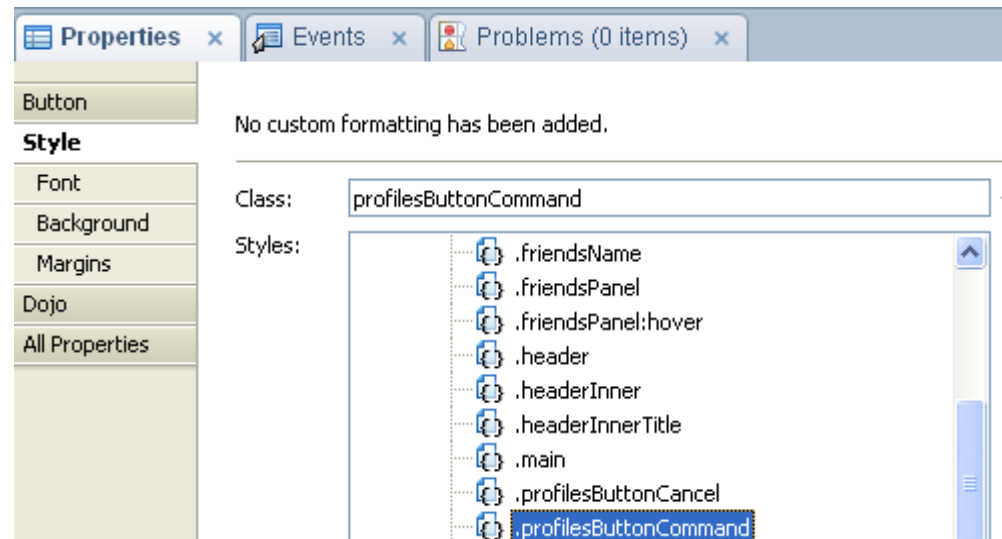 Properties Events Problems (0 items)
Button
No custom formatting has been added.
Style
Font
Class: profilesButtonCommand
Background
Styles: .friendsName
Margins
.friendsPanel
Dojo
.friendsPanel:hover
All Properties
.header
.headerInner
.headerInnerTitle
.main
.profilesButtonCancel
.profilesButtonCommand